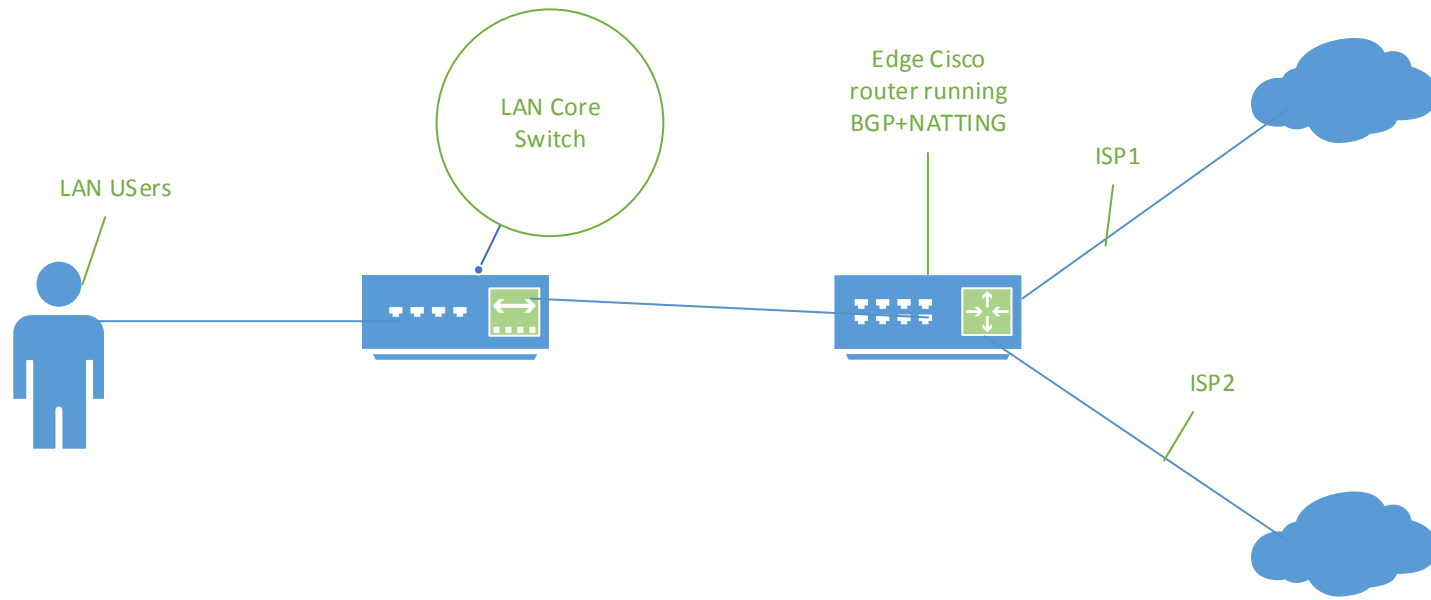 LAN USers
LAN Core
Switch
Edge Cisco
router running
BGP+NATTING
ISP1
ISP2